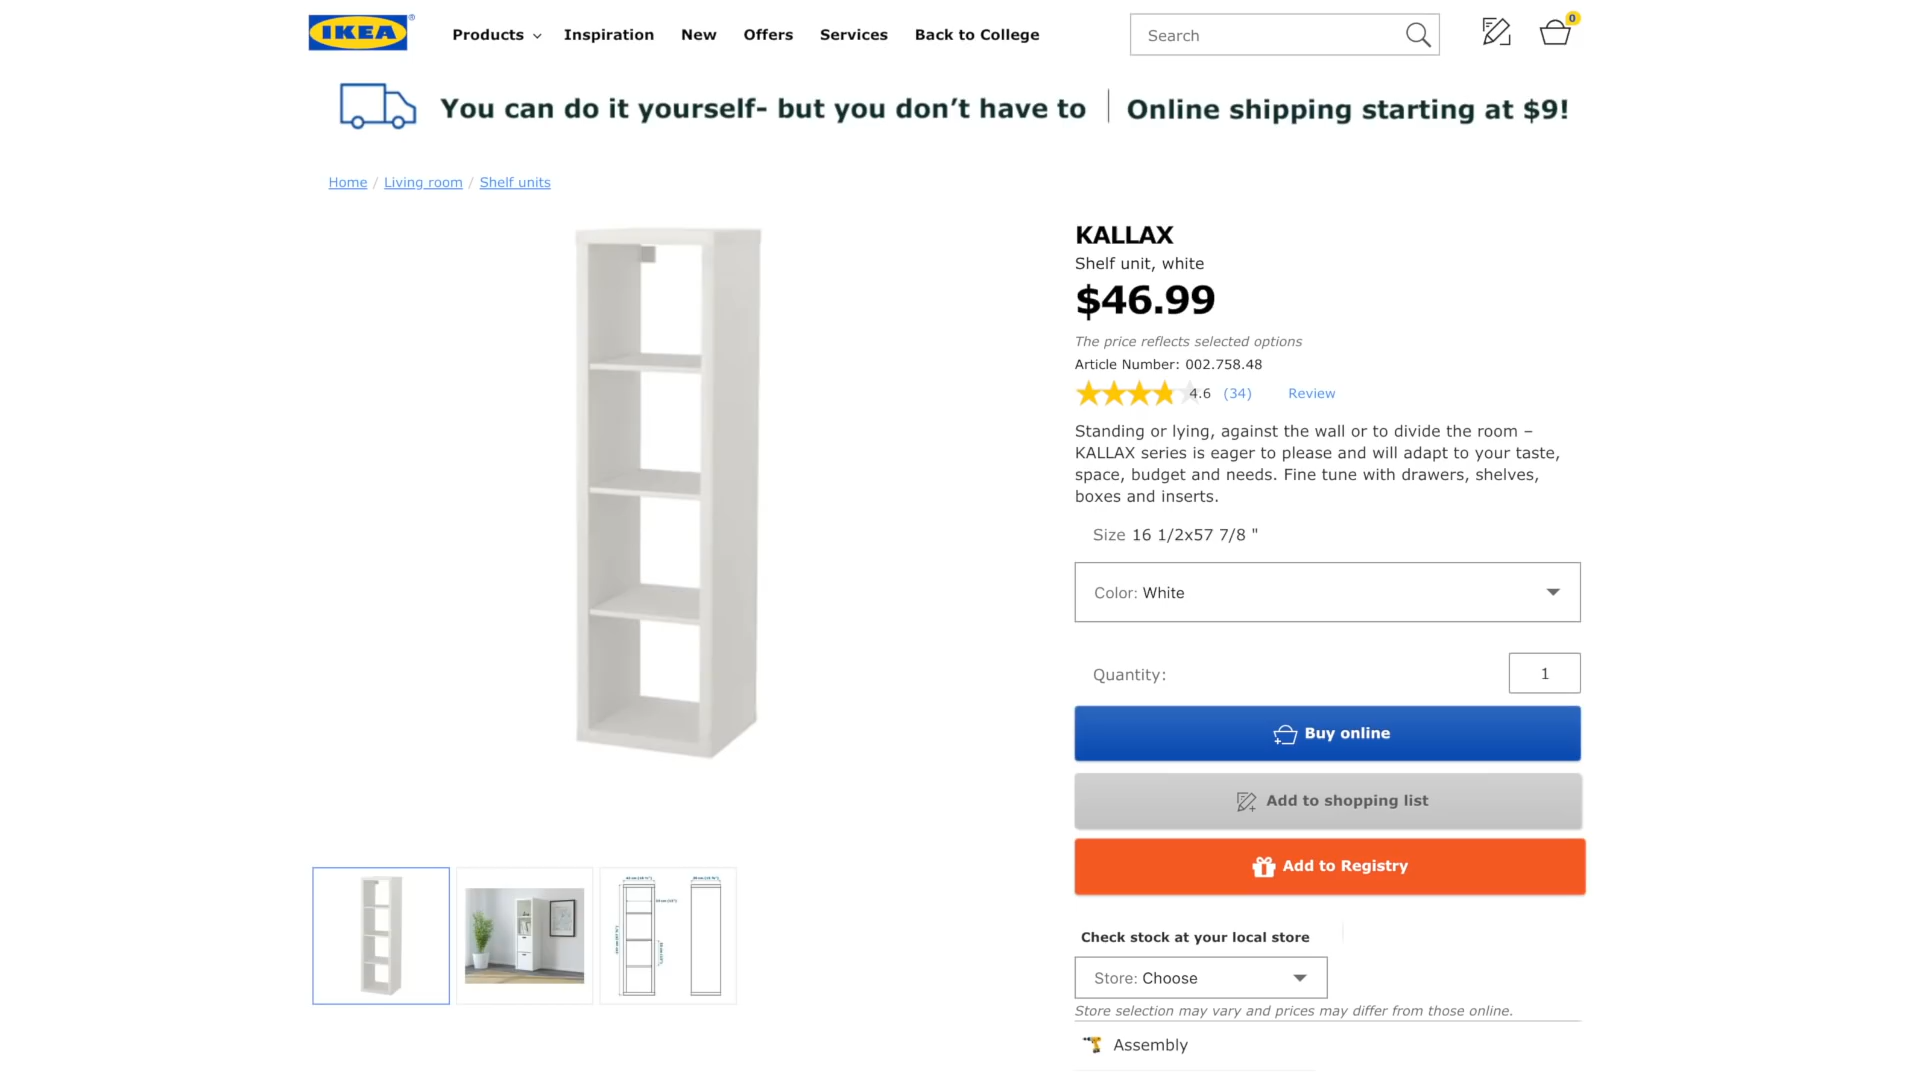 IKEA
Products Inspiration New Offers Services Back to College
Search
0
You can do it yourself- but you don’t have to
Online shipping starting at $9!
Home / Living room / Shelf units
KALLAX
Shelf unit, white
$46.99
The price reflects selected options
Article Number: 002.758.48
4.6 (34) Review
Standing or lying, against the wall or to divide the room –
KALLAX series is eager to please and will adapt to your taste,
space, budget and needs. Fine tune with drawers, shelves,
boxes and inserts.
Size 16 1/2x57 7/8 "
Color: White
Quantity: 1
Buy online
Add to shopping list
Add to Registry
Check stock at your local store
Store: Choose
Store selection may vary and prices may differ from those online.
Assembly